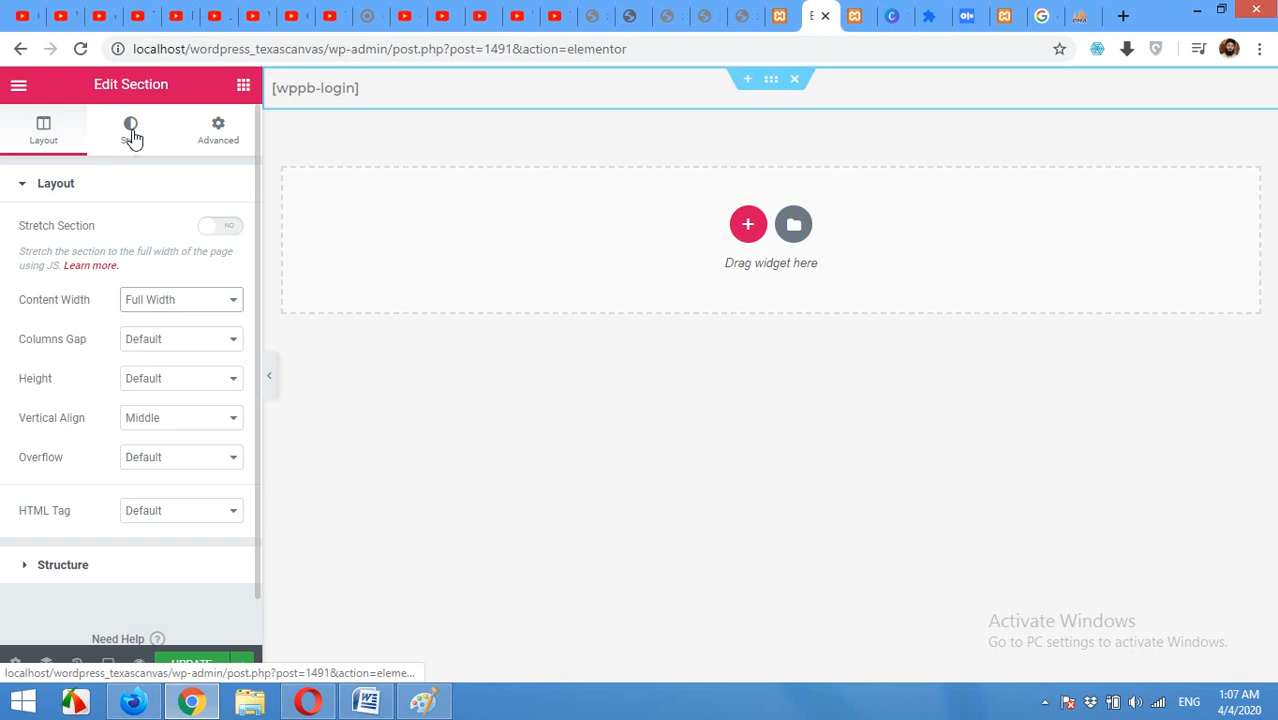 localhost/wordpress_texascanvas/wp-admin/post.php?post=1491&action=elementor
Edit Section
[wppb-login]
Layout
Advanced
Layout
Stretch Section
NO
Stretch the section to the full width of the page
using JS. Learn more.
Content Width
Full Width
Columns Gap
Default
Height
Default
Vertical Align
Middle
Overflow
Default
HTML Tag
Default
Structure
Need Help ?
Drag widget here
Activate Windows
Go to PC settings to activate Windows.
localhost/wordpress_texascanvas/wp-admin/post.php?post=1491&action=eleme...
ENG
1:07 AM
4/4/2020